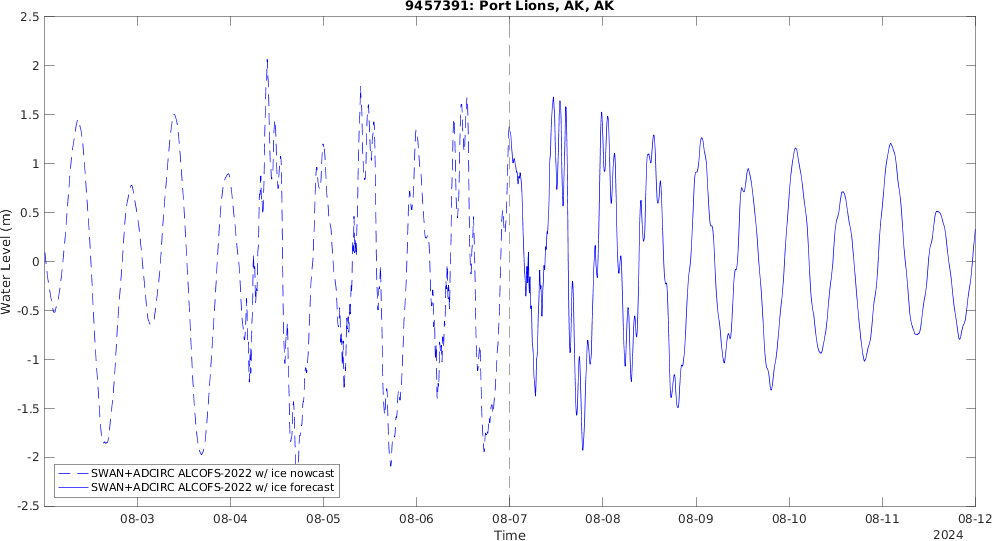 9457391: Port Lions, AK, AK
Water Level (m)
2.5
2
1.5
1
0.5
0
-0.5
-1
-1.5
-2
-2.5
SWAN+ADCIRC ALCOFS-2022 w/ ice nowcast
SWAN+ADCIRC ALCOFS-2022 w/ ice forecast
08-03 08-04 08-05 08-06 08-07 08-08 08-09 08-10 08-11 08-12
Time
2024